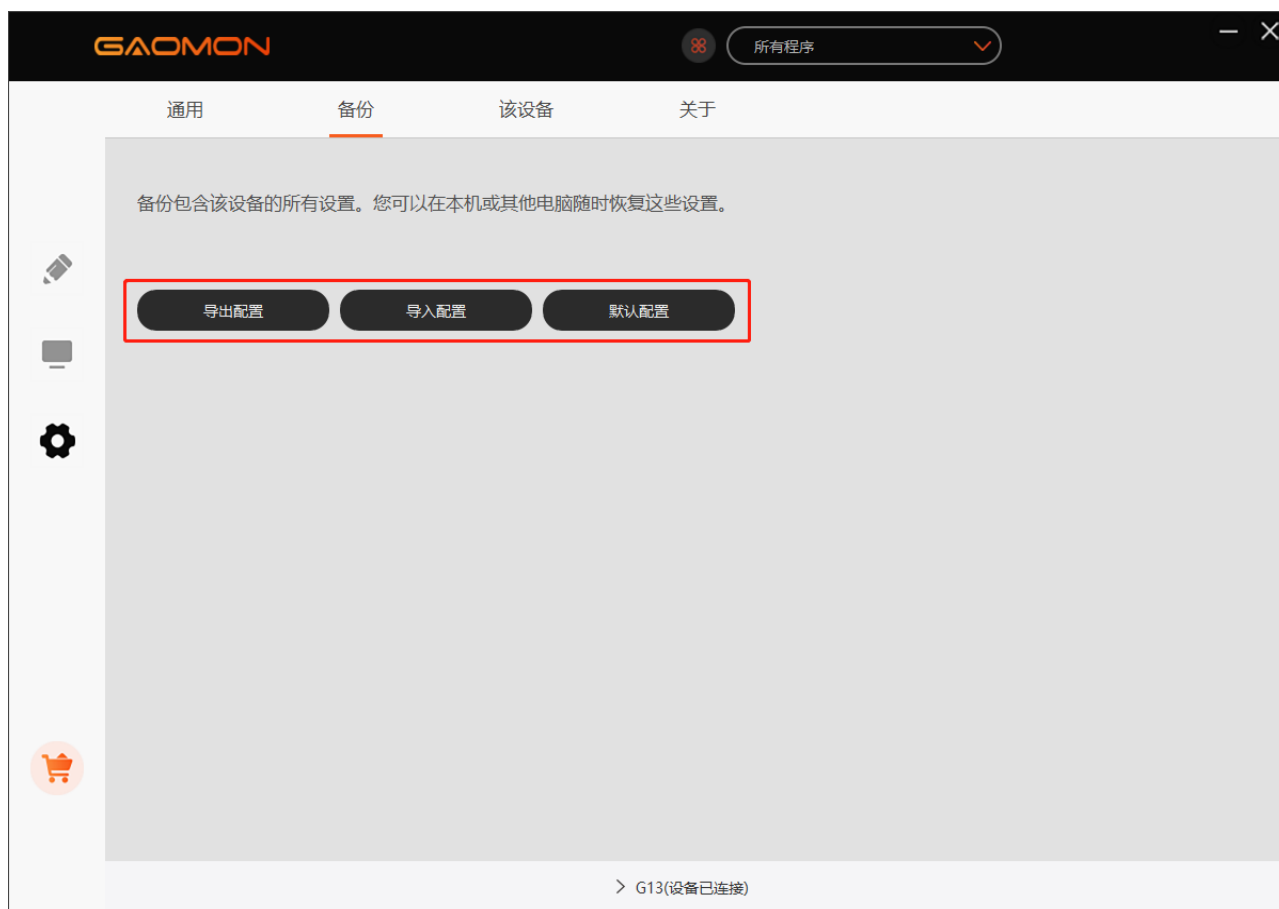 GAOMON
所有程序
通用 备份 该设备 关于
备份包含该设备的所有设置。您可以在本机或其他电脑随时恢复这些设置。
导出配置 导入配置 默认配置
G13(设备已连接)